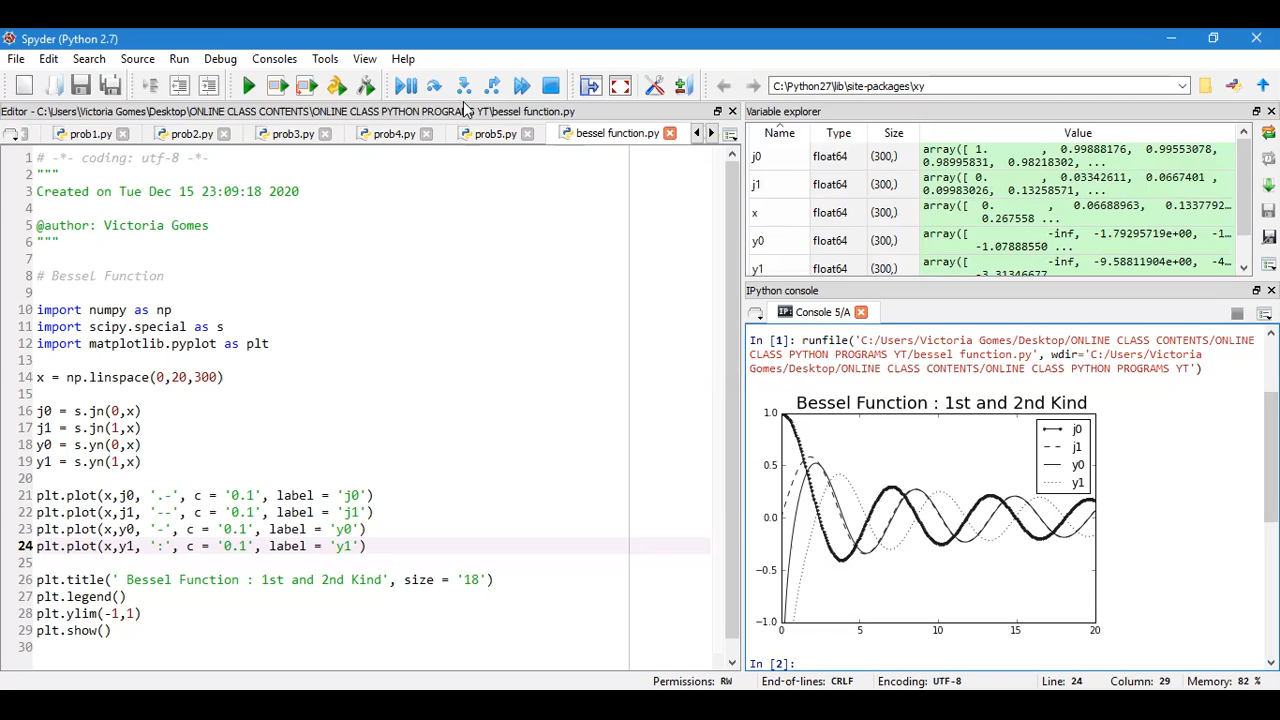 Spyder (Python 2.7)
File Edit Search Source Run Debug Consoles Tools View Help
C:\Python27\lib\site-packages\xy
Editor - C:\Users\Victoria Gomes\Desktop\ONLINE CLASS CONTENTS\ONLINE CLASS PYTHON PROGRAMS YT\bessel function.py
prob1.py prob2.py prob3.py prob4.py prob5.py bessel function.py
1 # -*- coding: utf-8 -*-
2 """
3 Created on Tue Dec 15 23:09:18 2020
4
5 @author: Victoria Gomes
6 """
7
8 # Bessel Function
9
10 import numpy as np
11 import scipy.special as s
12 import matplotlib.pyplot as plt
13
14 x = np.linspace(0,20,300)
15
16 j0 = s.jn(0,x)
17 j1 = s.jn(1,x)
18 y0 = s.yn(0,x)
19 y1 = s.yn(1,x)
20
21 plt.plot(x,j0, '.-', c = '0.1', label = 'j0')
22 plt.plot(x,j1, '--', c = '0.1', label = 'j1')
23 plt.plot(x,y0, '-', c = '0.1', label = 'y0')
24 plt.plot(x,y1, ':', c = '0.1', label = 'y1')
25
26 plt.title(' Bessel Function : 1st and 2nd Kind', size = '18')
27 plt.legend()
28 plt.ylim(-1,1)
29 plt.show()
30
Variable explorer
Name Type Size Value
j0 float64 (300,) array([ 1. , 0.99888176, 0.99553078,
0.98995831, 0.98218302, ...
j1 float64 (300,) array([ 0. , 0.03342611, 0.0667401 ,
0.09983026, 0.13258571, ...
x float64 (300,) array([ 0. , 0.06688963, 0.1337792...
0.267558 ...
y0 float64 (300,) array([ -inf, -1.79295719e+00, -1...
-1.07888550 ...
y1 float64 (300,) array([ -inf, -9.58811904e+00, -4...
-3.31346677
IPython console
IP: Console 5/A
In [1]: runfile('C:/Users/Victoria Gomes/Desktop/ONLINE CLASS CONTENTS/ONLINE
CLASS PYTHON PROGRAMS YT/bessel function.py', wdir='C:/Users/Victoria
Gomes/Desktop/ONLINE CLASS CONTENTS/ONLINE CLASS PYTHON PROGRAMS YT')
Bessel Function : 1st and 2nd Kind
1.0
0.5
0.0
−0.5
−1.0
0 5 10 15 20
j0
j1
y0
y1
In [2]:
Permissions: RW End-of-lines: CRLF Encoding: UTF-8 Line: 24 Column: 29 Memory: 82 %